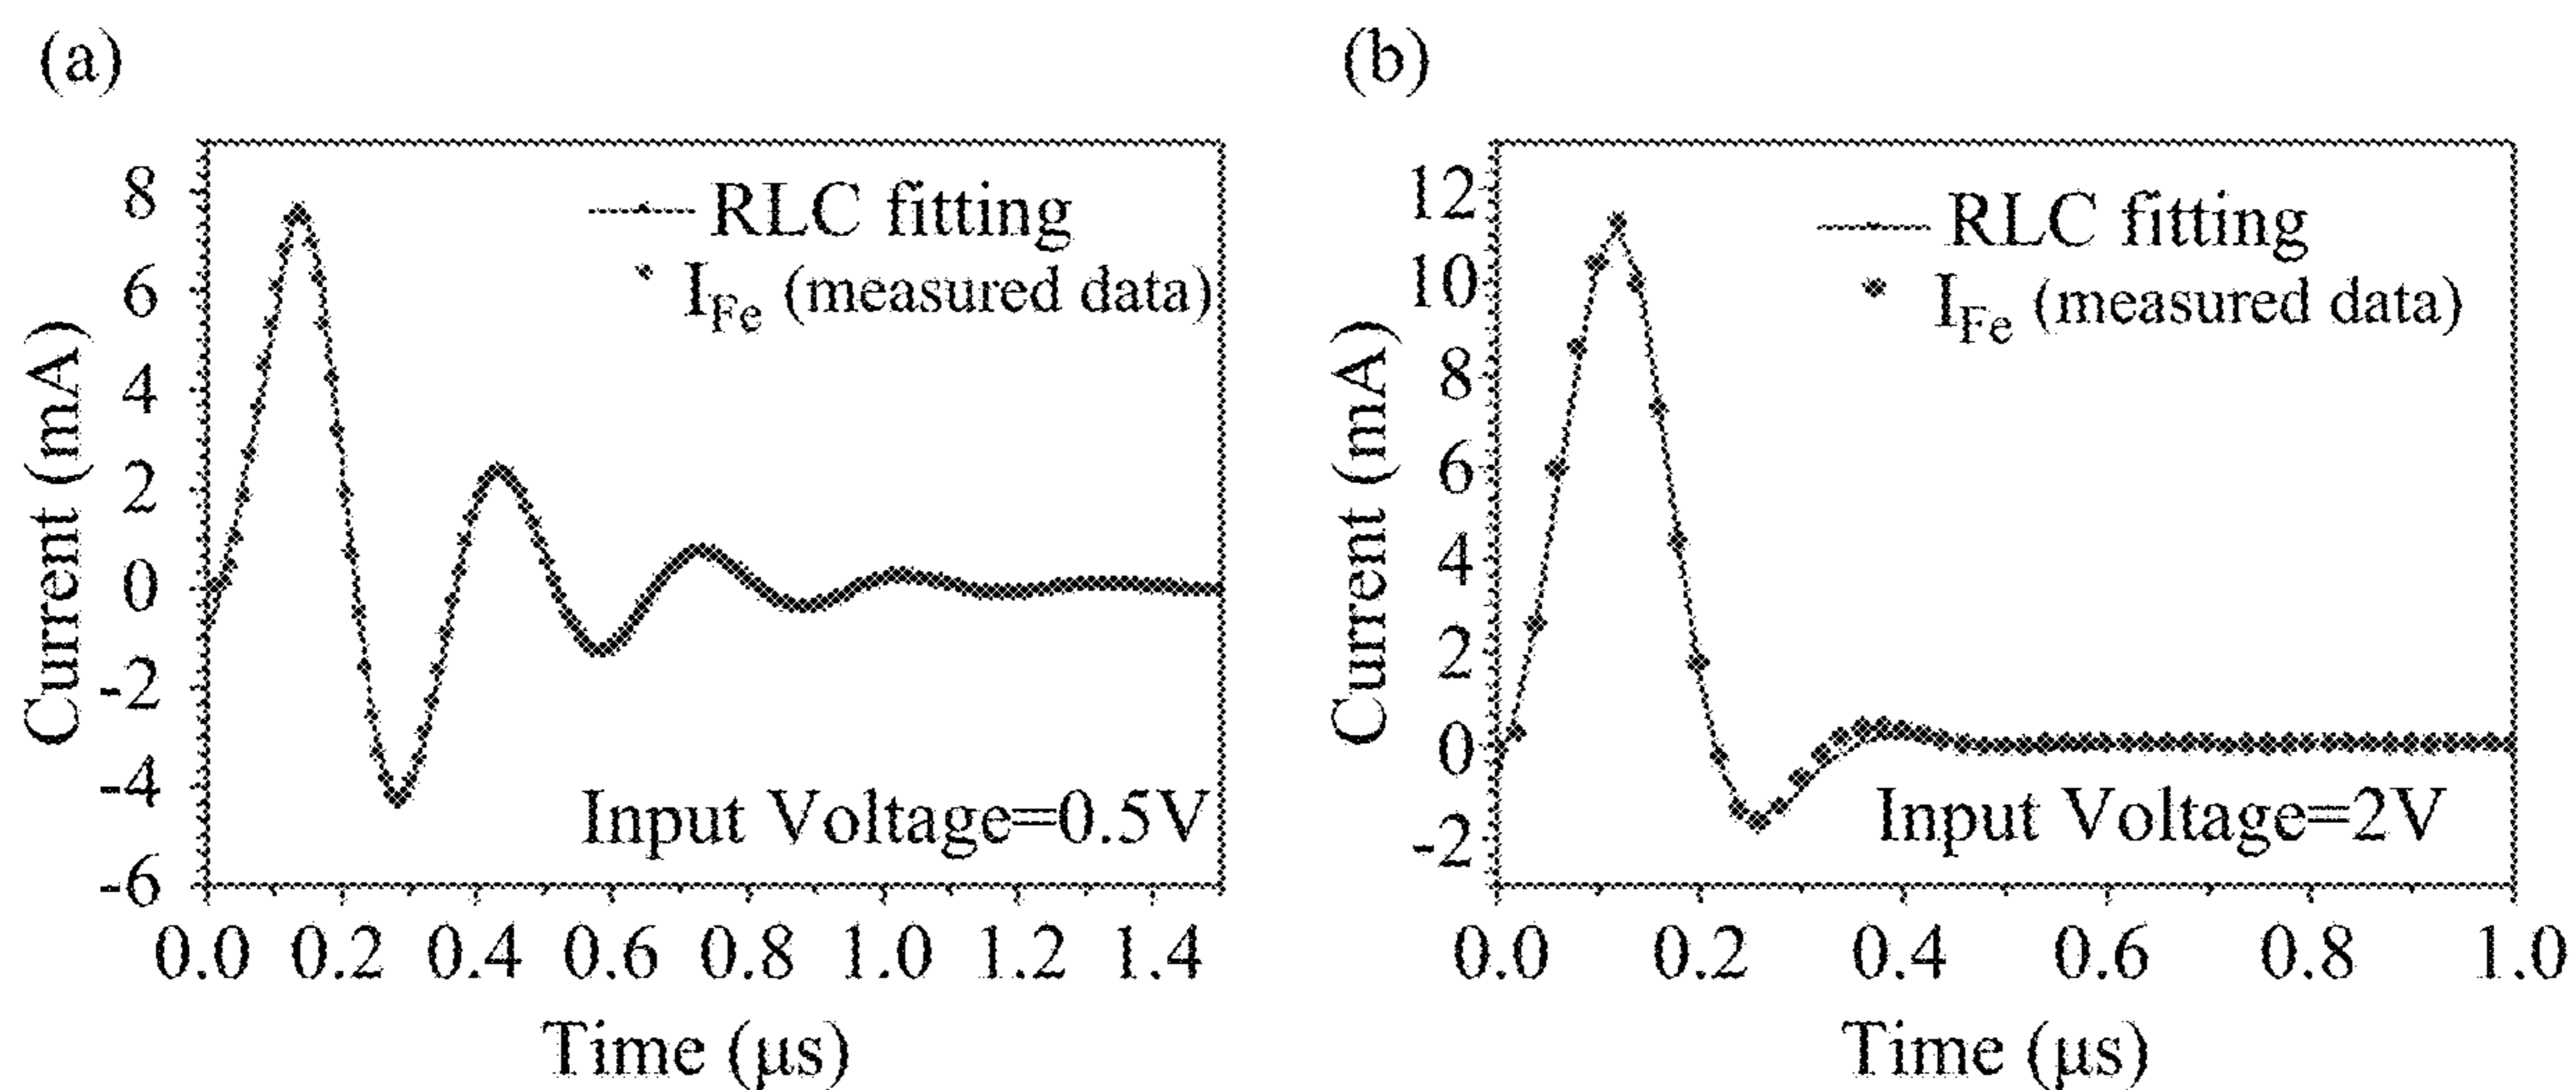 (a)
8
6
4
2
0
-2
-4
-6
Current (mA)
RLC fitting
I_Fe (measured data)
Input Voltage=0.5V
0.0 0.2 0.4 0.6 0.8 1.0 1.2 1.4
Time (μs)
(b)
12
10
8
6
4
2
0
-2
Current (mA)
RLC fitting
I_Fe (measured data)
Input Voltage=2V
0.0 0.2 0.4 0.6 0.8 1.0
Time (μs)